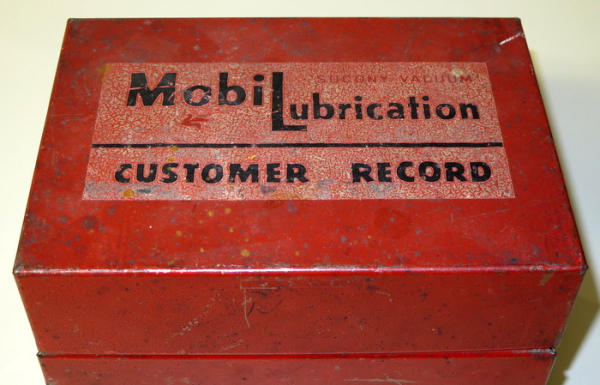 SOCONY-VACUUM
MobiLubrication
CUSTOMER RECORD